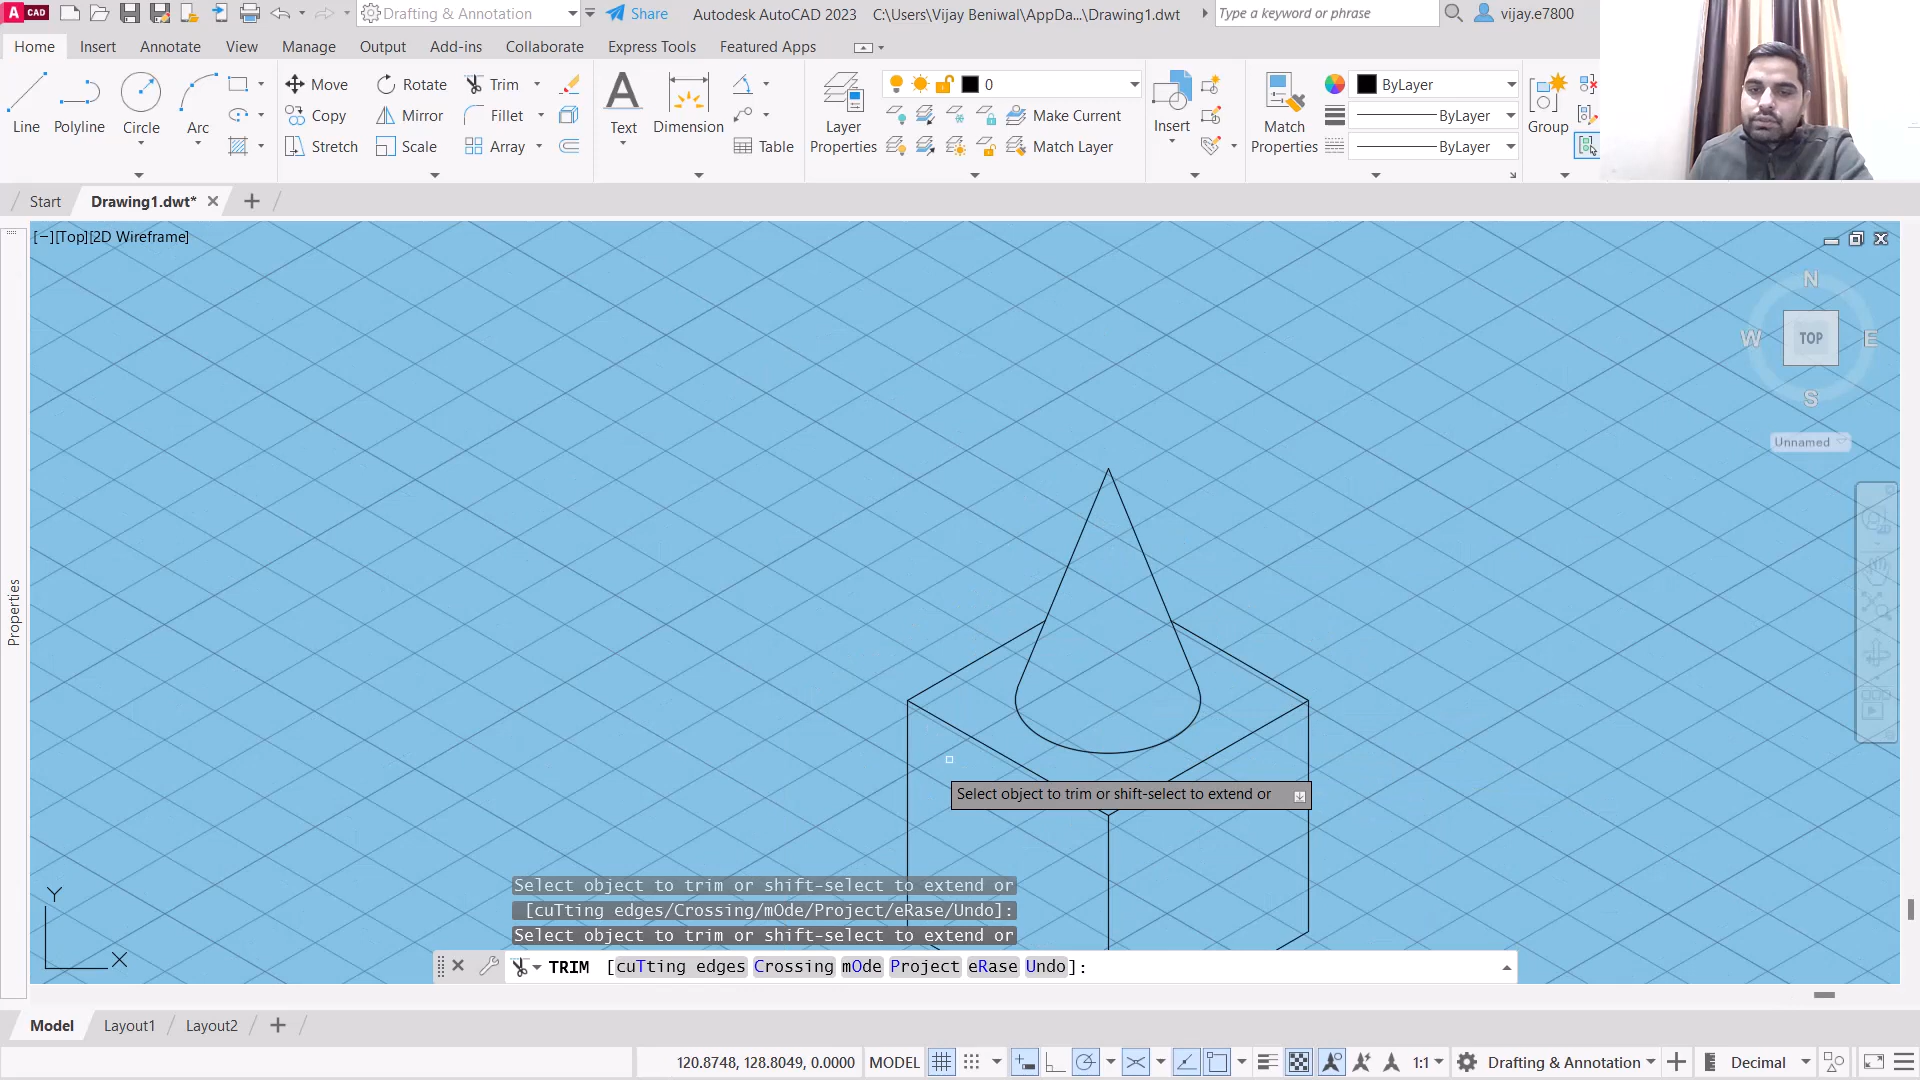 A CAD Drafting & Annotation Share Autodesk AutoCAD 2023 C:\Users\Vijay Beniwal\AppDa...\Drawing1.dwt Type a keyword or phrase vijay.e7800
Home Insert Annotate View Manage Output Add-ins Collaborate Express Tools Featured Apps
Line Polyline Circle Arc
Move Rotate Trim
Copy Mirror Fillet
Stretch Scale Array
Text Dimension Table
Layer Properties
0
Make Current
Match Layer
Insert
Match Properties
ByLayer
ByLayer
ByLayer
Group
Start Drawing1.dwt*
[−][Top][2D Wireframe]
N
W TOP E
S
Unnamed
Properties
Select object to trim or shift-select to extend or
Select object to trim or shift-select to extend or
[cuTting edges/Crossing/mOde/Project/eRase/Undo]:
Select object to trim or shift-select to extend or
Y
X
TRIM [cuTting edges Crossing mOde Project eRase Undo]:
Model Layout1 Layout2
120.8748, 128.8049, 0.0000 MODEL 1:1 Drafting & Annotation Decimal